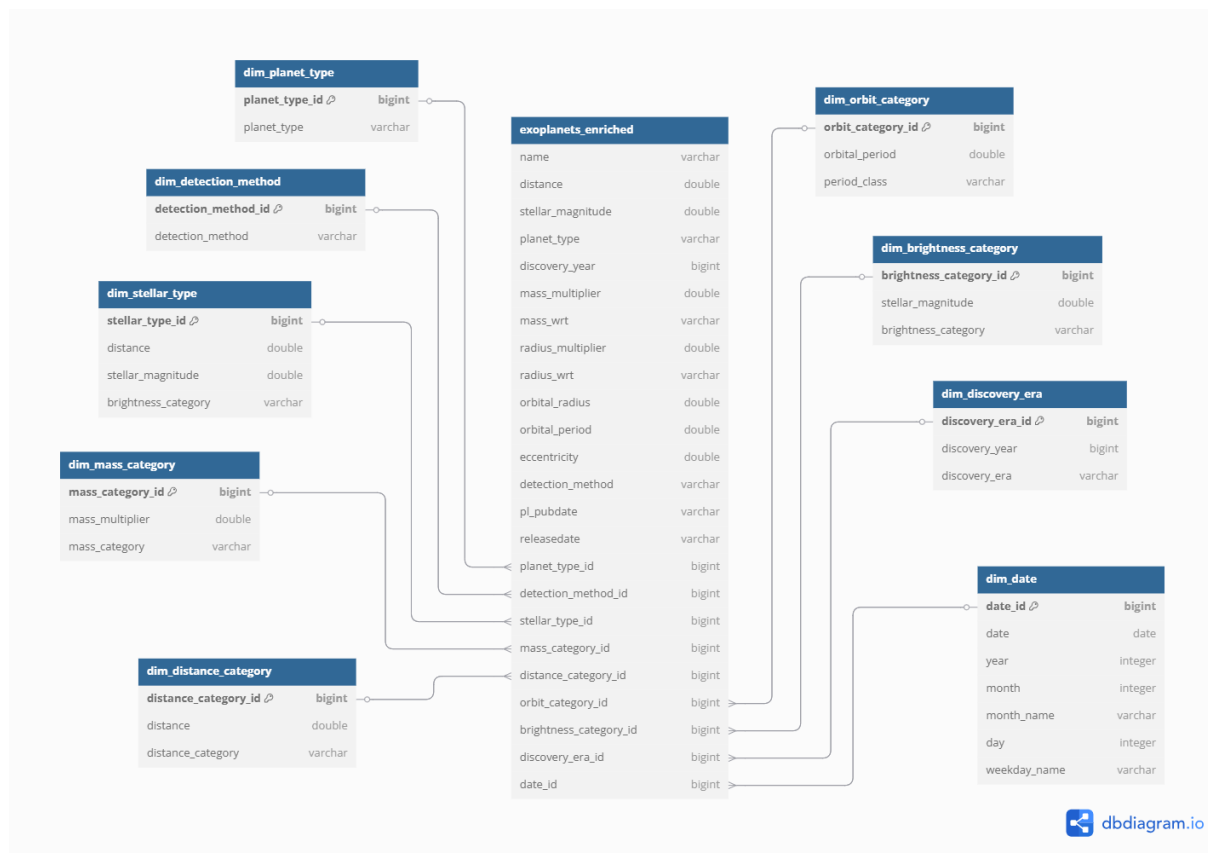 dim_planet_type
planet_type_id bigint
planet_type varchar
dim_detection_method
detection_method_id bigint
detection_method varchar
dim_stellar_type
stellar_type_id bigint
distance double
stellar_magnitude double
brightness_category varchar
dim_mass_category
mass_category_id bigint
mass_multiplier double
mass_category varchar
dim_distance_category
distance_category_id bigint
distance double
distance_category varchar
exoplanets_enriched
name varchar
distance double
stellar_magnitude double
planet_type varchar
discovery_year bigint
mass_multiplier double
mass_wrt varchar
radius_multiplier double
radius_wrt varchar
orbital_radius double
orbital_period double
eccentricity double
detection_method varchar
pl_pubdate varchar
releasedate varchar
planet_type_id bigint
detection_method_id bigint
stellar_type_id bigint
mass_category_id bigint
distance_category_id bigint
orbit_category_id bigint
brightness_category_id bigint
discovery_era_id bigint
date_id bigint
dim_orbit_category
orbit_category_id bigint
orbital_period double
period_class varchar
dim_brightness_category
brightness_category_id bigint
stellar_magnitude double
brightness_category varchar
dim_discovery_era
discovery_era_id bigint
discovery_year bigint
discovery_era varchar
dim_date
date_id bigint
date date
year integer
month integer
month_name varchar
day integer
weekday_name varchar
dbdiagram.io